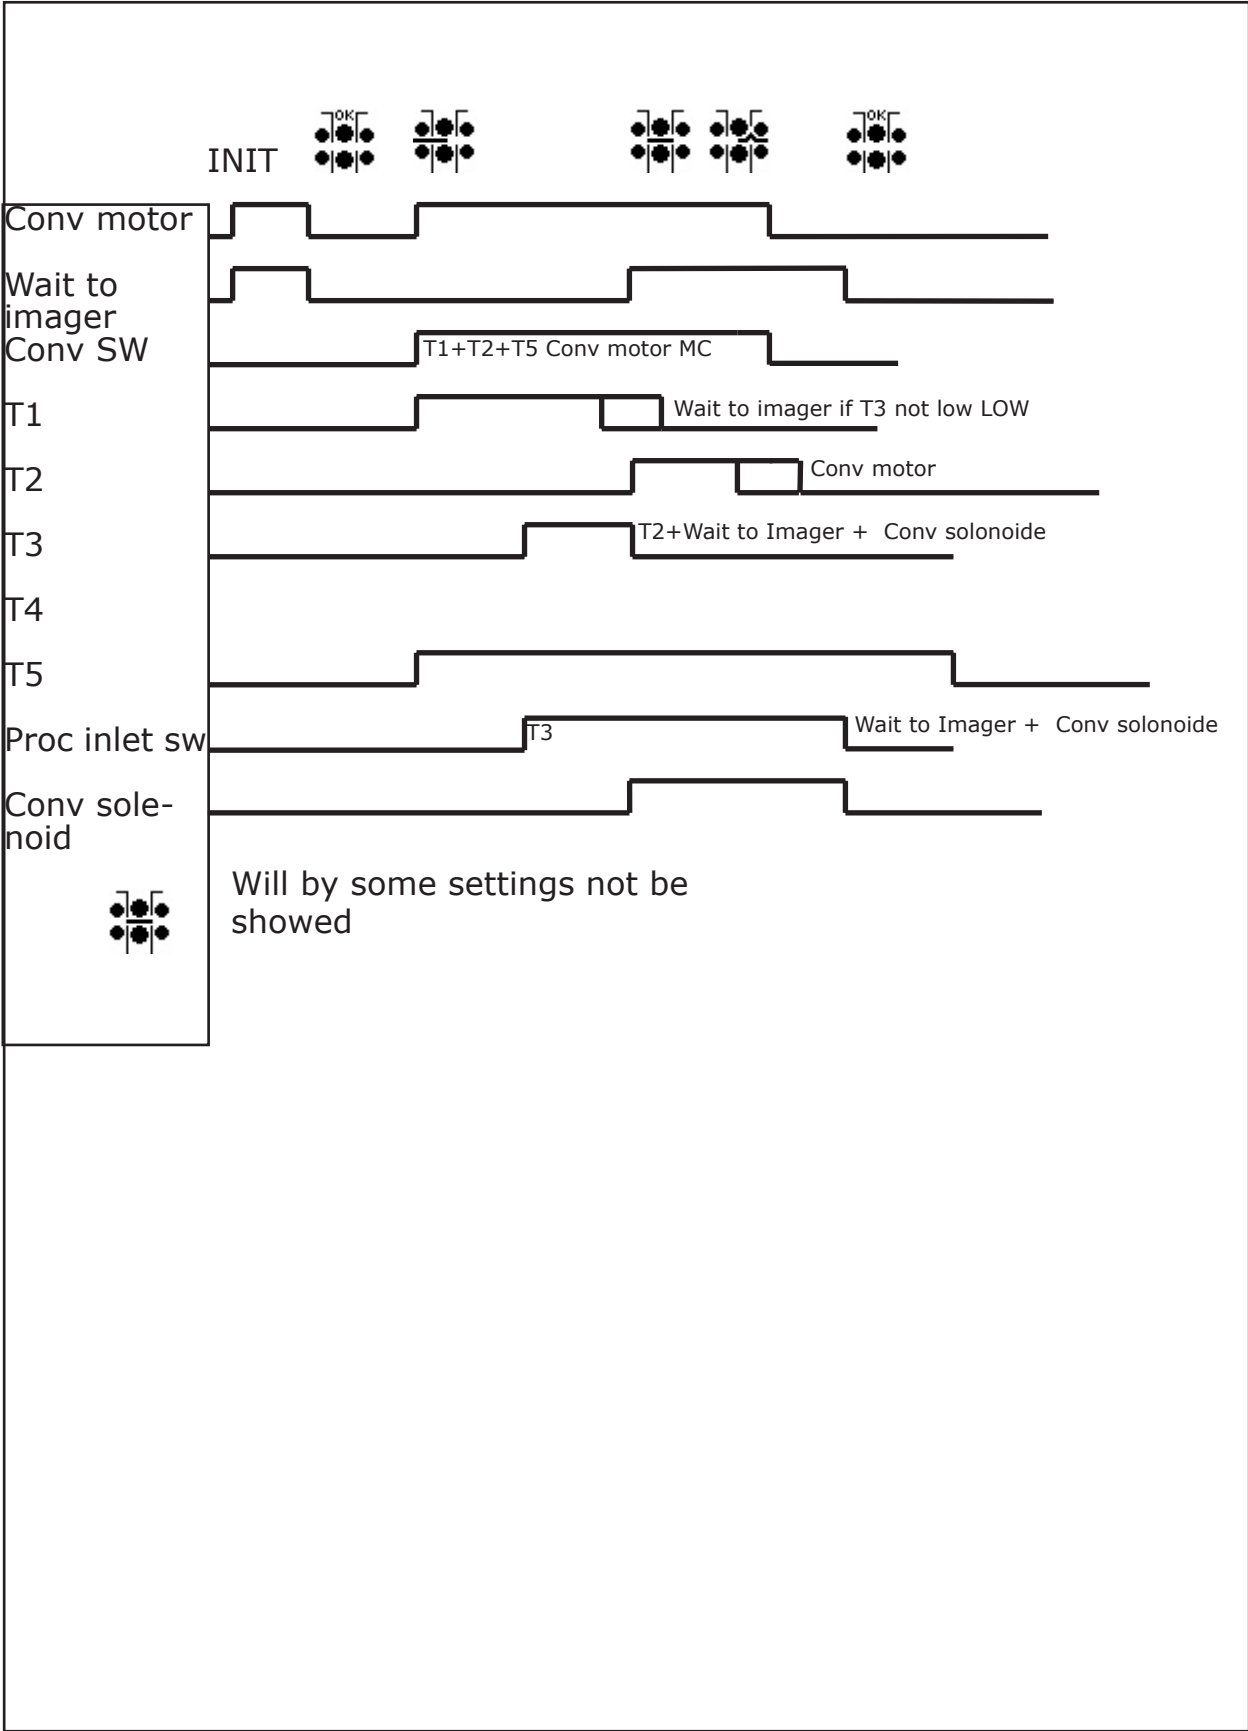 OK
OK
INIT
Conv motor
Wait to
imager
Conv SW
T1+T2+T5 Conv motor MC
T1
Wait to imager if T3 not low LOW
T2
Conv motor
T3
T2+Wait to Imager +  Conv solonoide
T4
T5
Proc inlet sw
T3
Wait to Imager +  Conv solonoide
Conv sole-
noid
Will by some settings not be
showed